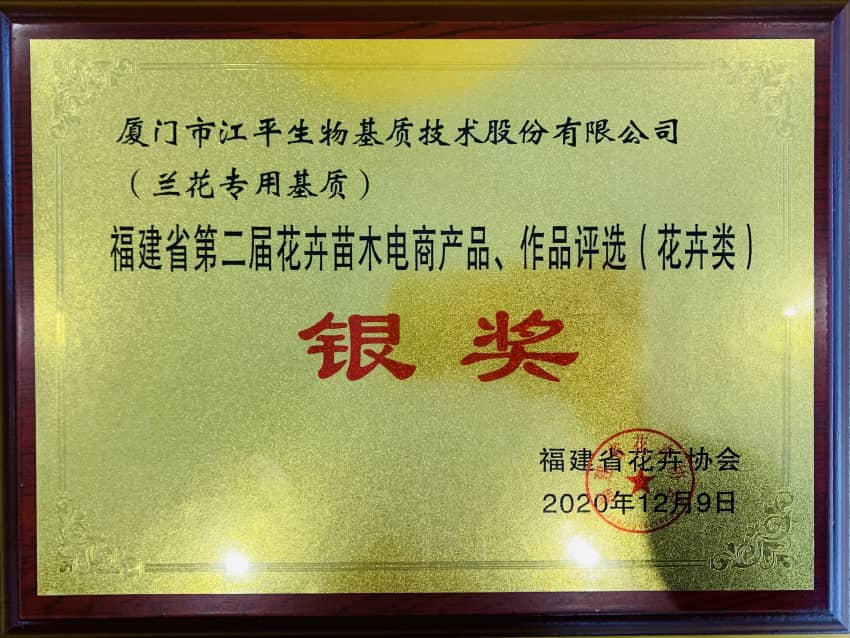 厦门市江平生物基质技术股份有限公司
（兰花专用基质）
福建省第二届花卉苗木电商产品、作品评选（花卉类）
银奖
福建省花卉协会
2020年12月9日